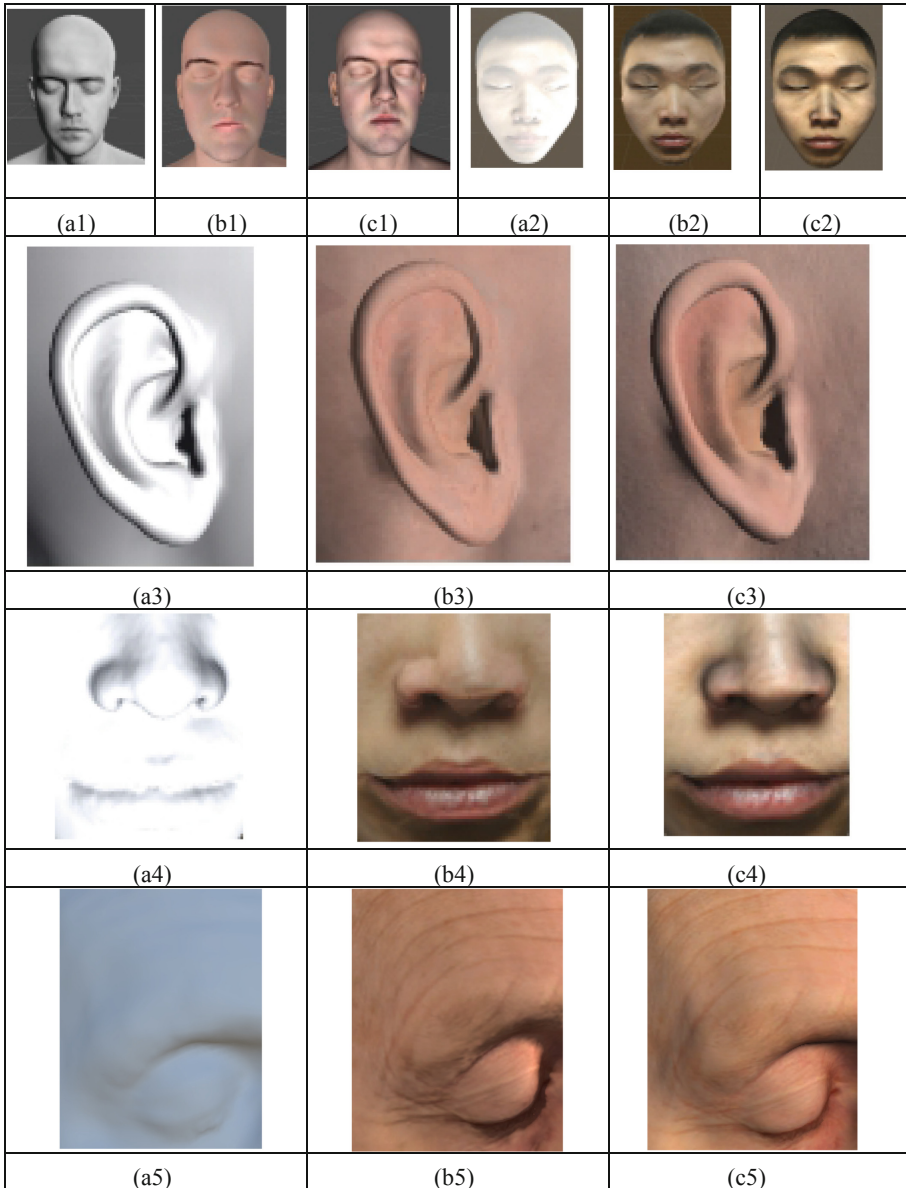 (a1) (b1) (c1) (a2) (b2) (c2)
(a3) (b3) (c3)
(a4) (b4) (c4)
(a5) (b5) (c5)